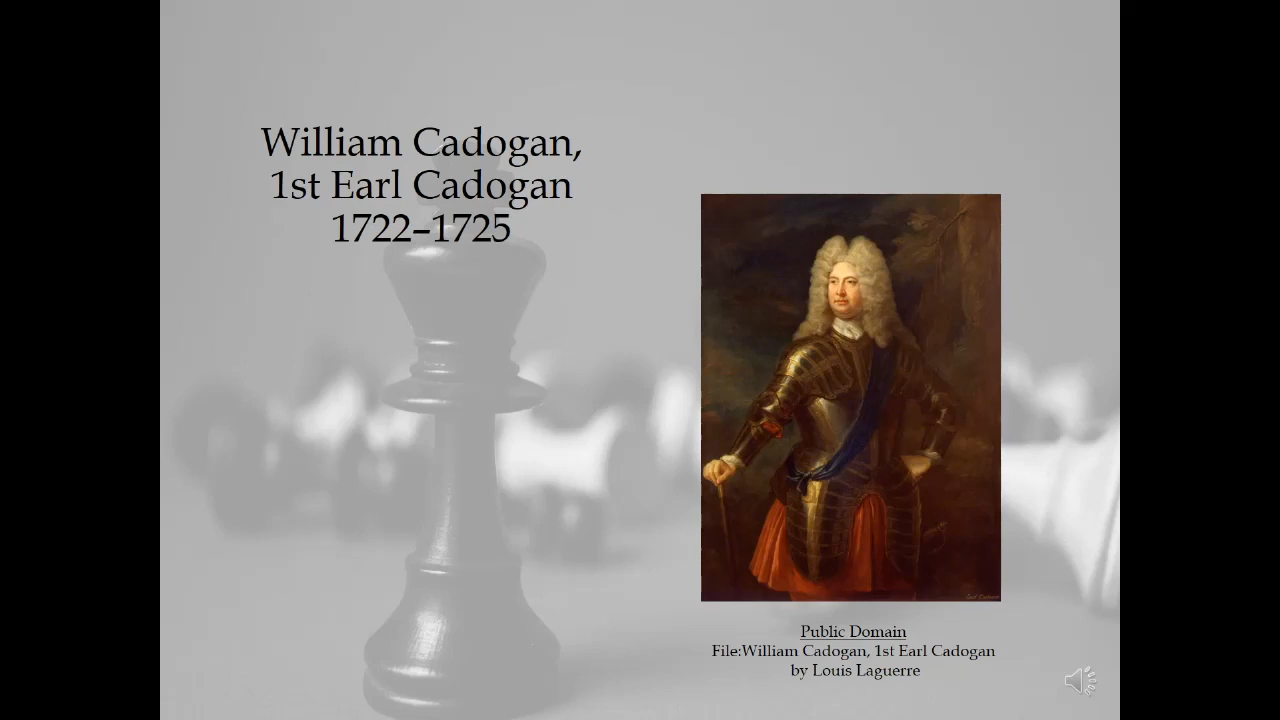 William Cadogan,
1st Earl Cadogan
1722–1725
Public Domain
File:William Cadogan, 1st Earl Cadogan
by Louis Laguerre